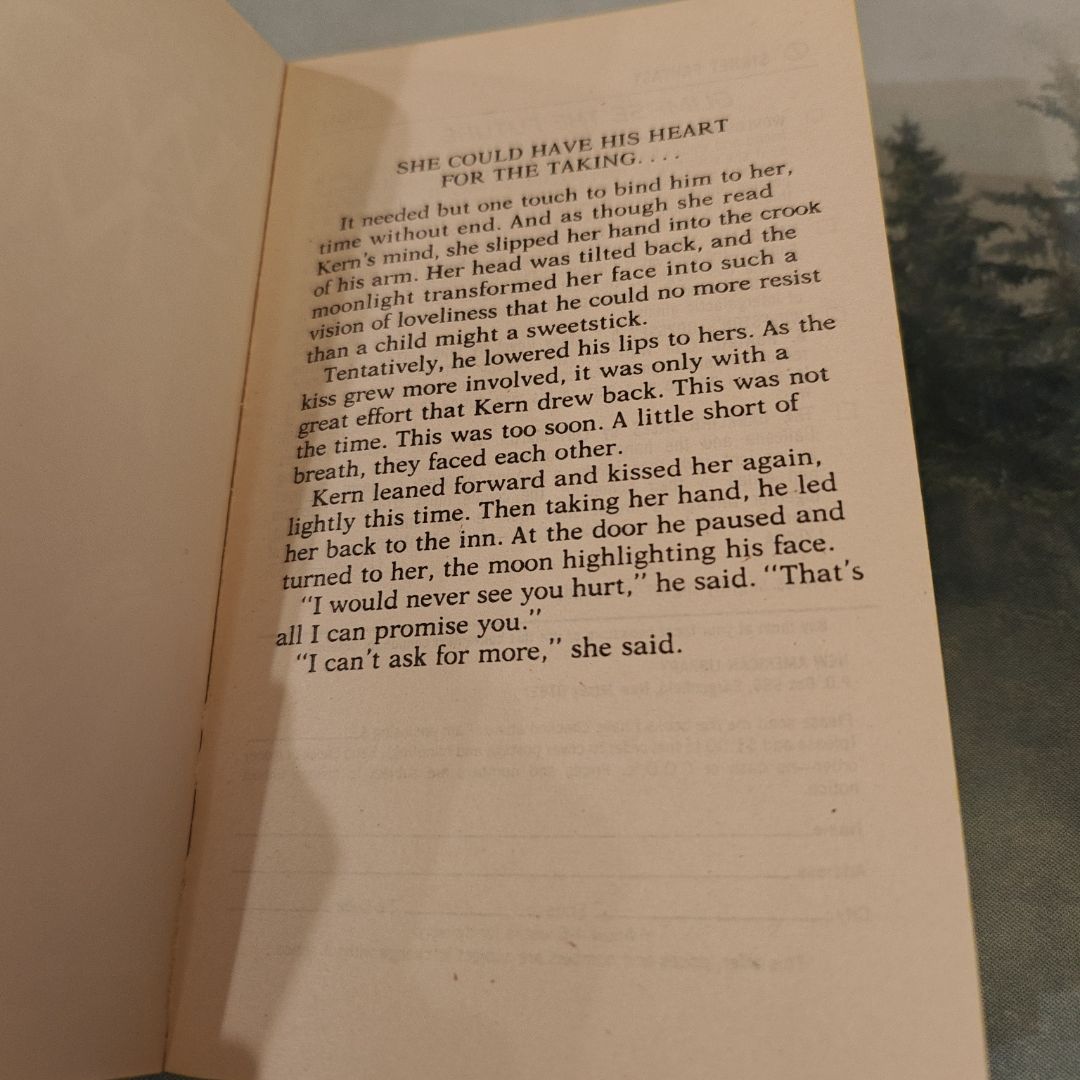 SHE COULD HAVE HIS HEART
FOR THE TAKING. . . .
It needed but one touch to bind him to her,
time without end. And as though she read
Kern's mind, she slipped her hand into the crook
of his arm. Her head was tilted back, and the
moonlight transformed her face into such a
vision of loveliness that he could no more resist
than a child might a sweetstick.
Tentatively, he lowered his lips to hers. As the
kiss grew more involved, it was only with a
great effort that Kern drew back. This was not
the time. This was too soon. A little short of
breath, they faced each other.
Kern leaned forward and kissed her again,
lightly this time. Then taking her hand, he led
her back to the inn. At the door he paused and
turned to her, the moon highlighting his face.
"I would never see you hurt," he said. "That's
all I can promise you."
"I can't ask for more," she said.